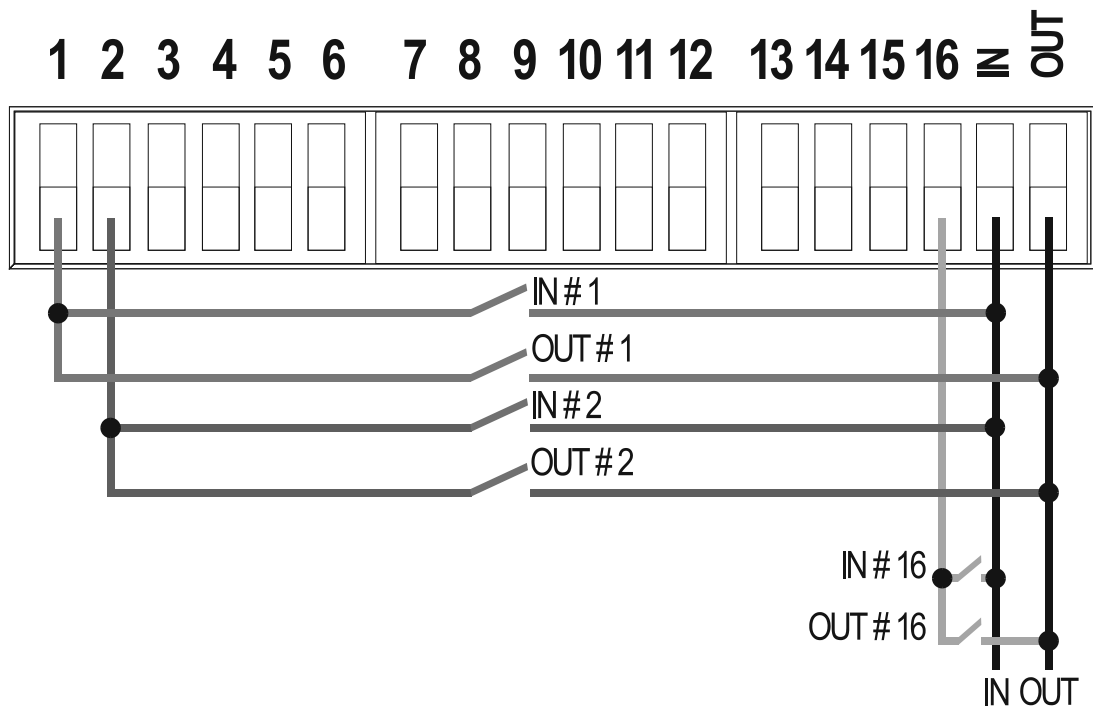 1 2 3 4 5 6 7 8 9 10 11 12 13 14 15 16 IN OUT
IN # 1
OUT # 1
IN # 2
OUT # 2
IN # 16
OUT # 16
IN OUT